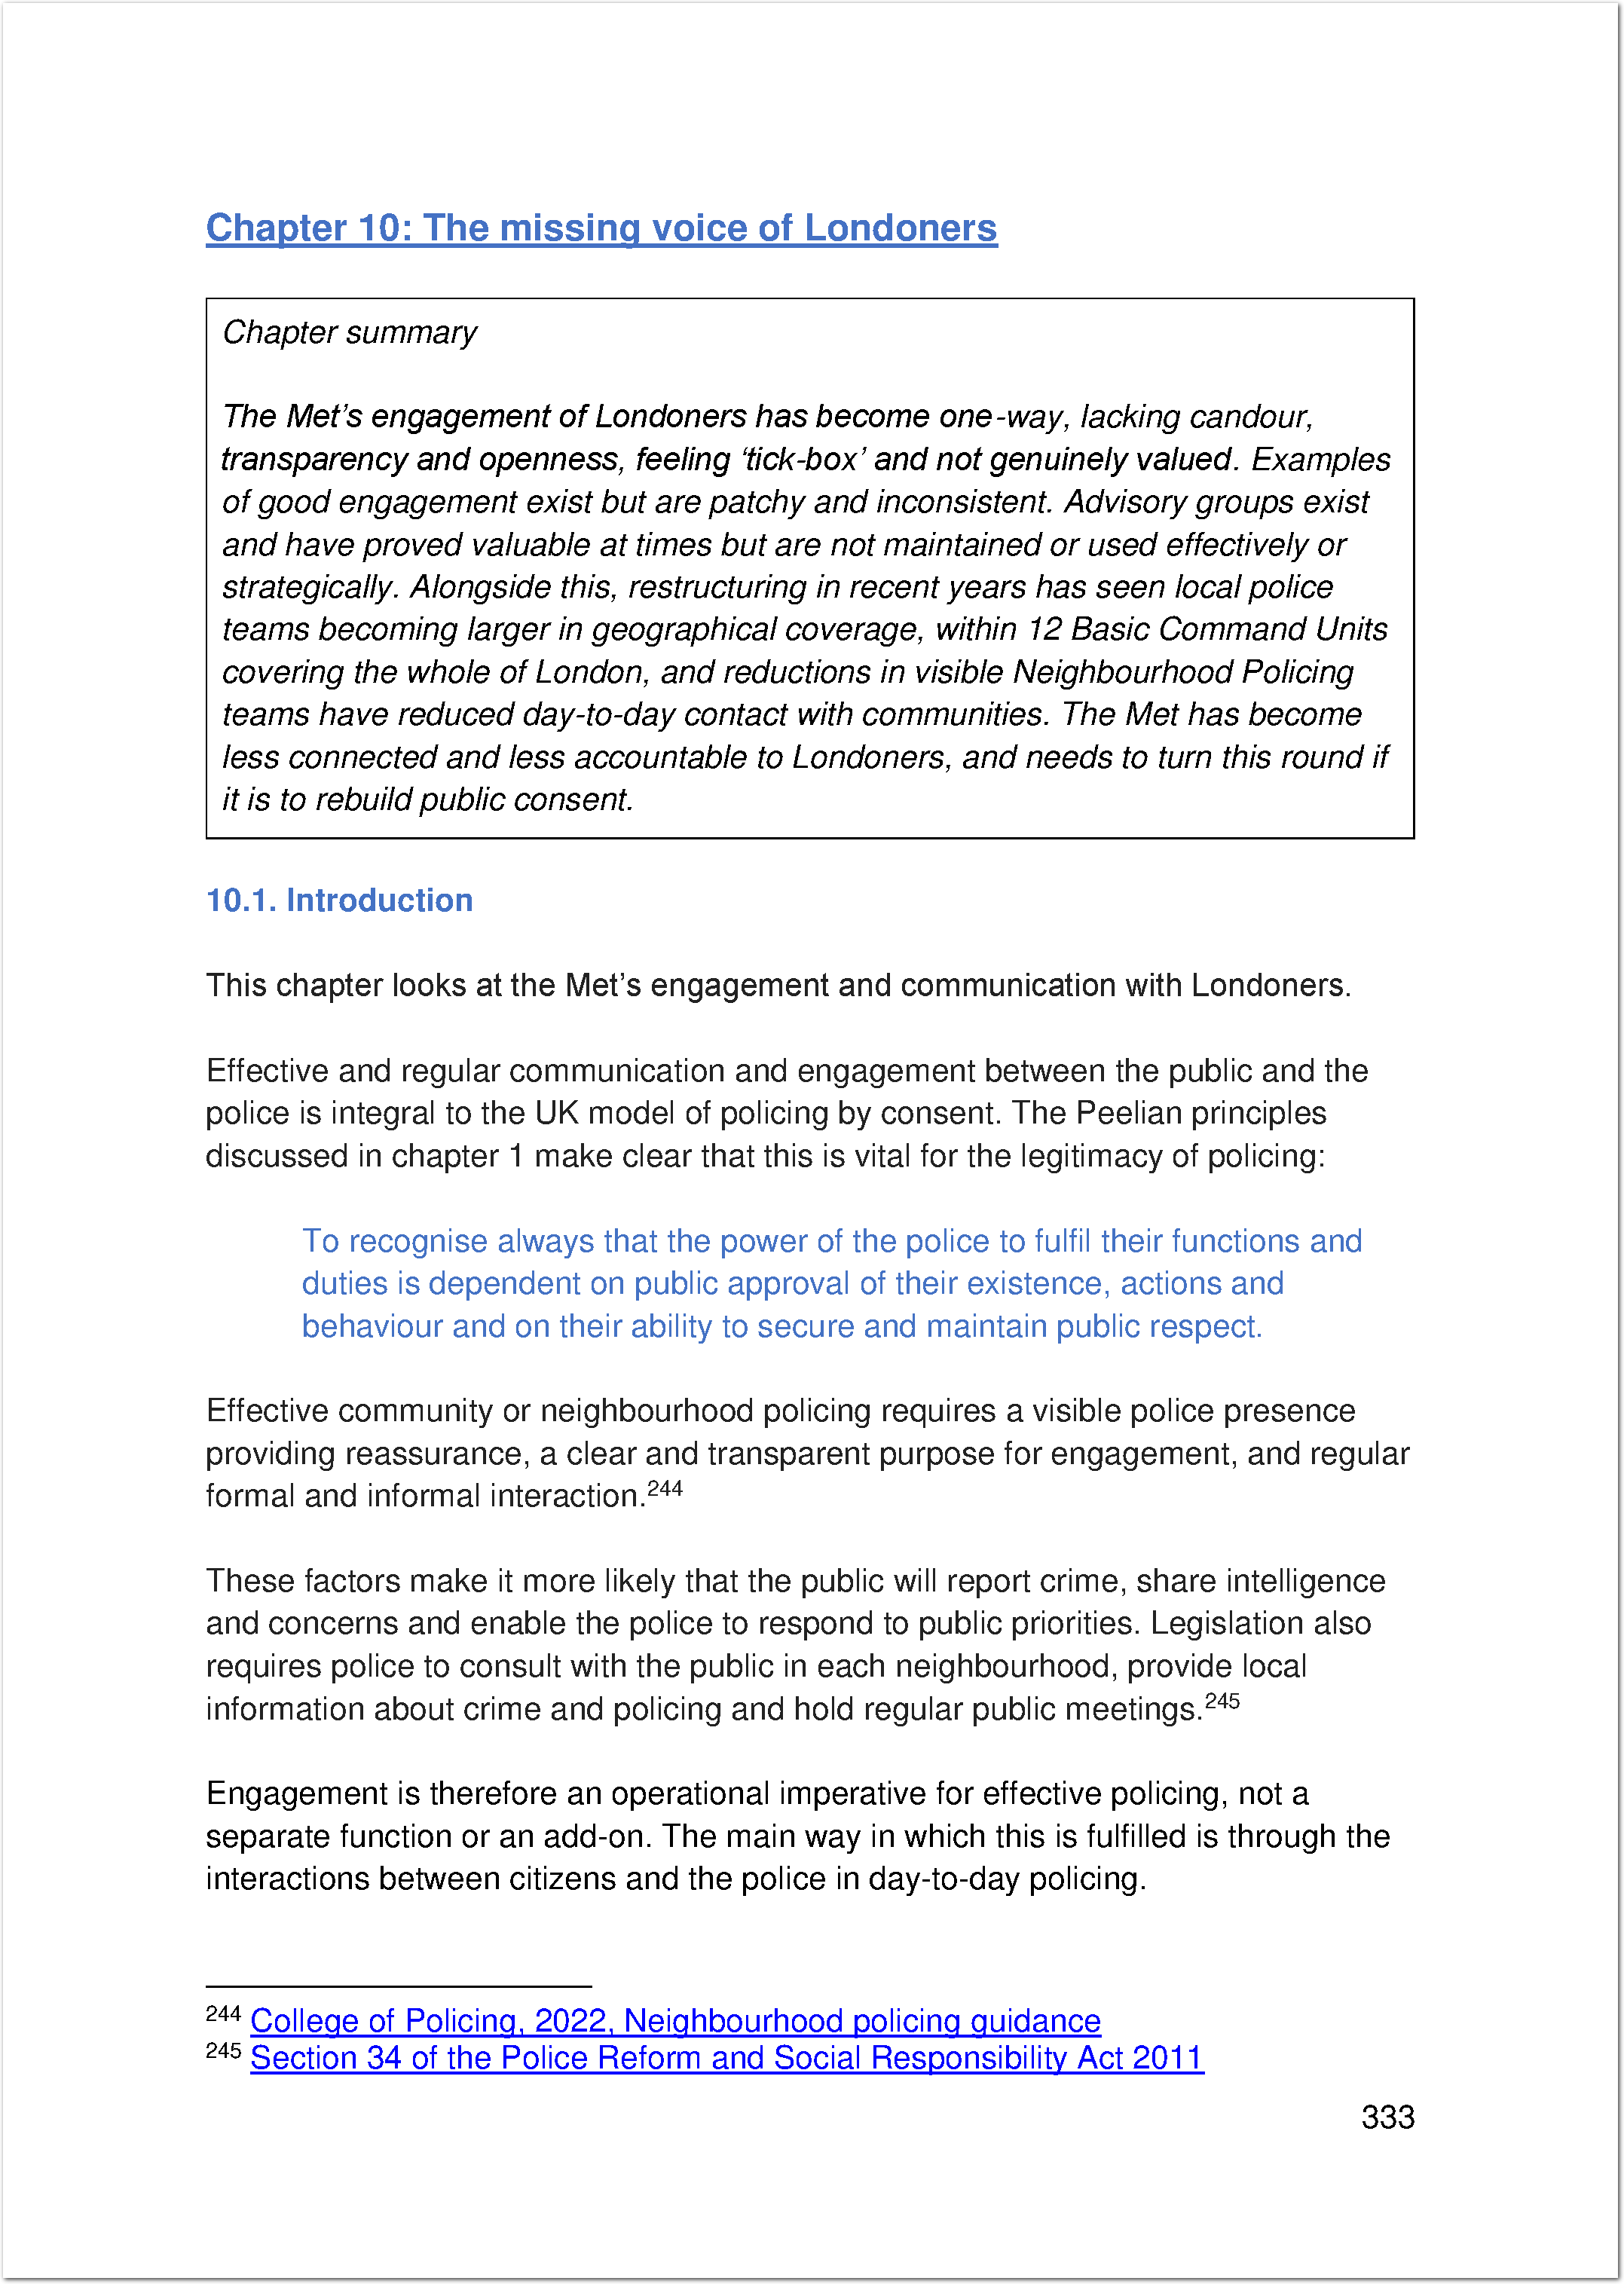 Chapter 10: The missing voice of Londoners
Chapter summary
The Met’s engagement of Londoners has become one-way, lacking candour,
transparency and openness, feeling ‘tick-box’ and not genuinely valued. Examples
of good engagement exist but are patchy and inconsistent. Advisory groups exist
and have proved valuable at times but are not maintained or used effectively or
strategically. Alongside this, restructuring in recent years has seen local police
teams becoming larger in geographical coverage, within 12 Basic Command Units
covering the whole of London, and reductions in visible Neighbourhood Policing
teams have reduced day-to-day contact with communities. The Met has become
less connected and less accountable to Londoners, and needs to turn this round if
it is to rebuild public consent.
10.1. Introduction
This chapter looks at the Met’s engagement and communication with Londoners.
Effective and regular communication and engagement between the public and the
police is integral to the UK model of policing by consent. The Peelian principles
discussed in chapter 1 make clear that this is vital for the legitimacy of policing:
To recognise always that the power of the police to fulfil their functions and
duties is dependent on public approval of their existence, actions and
behaviour and on their ability to secure and maintain public respect.
Effective community or neighbourhood policing requires a visible police presence
providing reassurance, a clear and transparent purpose for engagement, and regular
formal and informal interaction.244
These factors make it more likely that the public will report crime, share intelligence
and concerns and enable the police to respond to public priorities. Legislation also
requires police to consult with the public in each neighbourhood, provide local
information about crime and policing and hold regular public meetings.245
Engagement is therefore an operational imperative for effective policing, not a
separate function or an add-on. The main way in which this is fulfilled is through the
interactions between citizens and the police in day-to-day policing.
244 College of Policing, 2022, Neighbourhood policing guidance
245 Section 34 of the Police Reform and Social Responsibility Act 2011
333